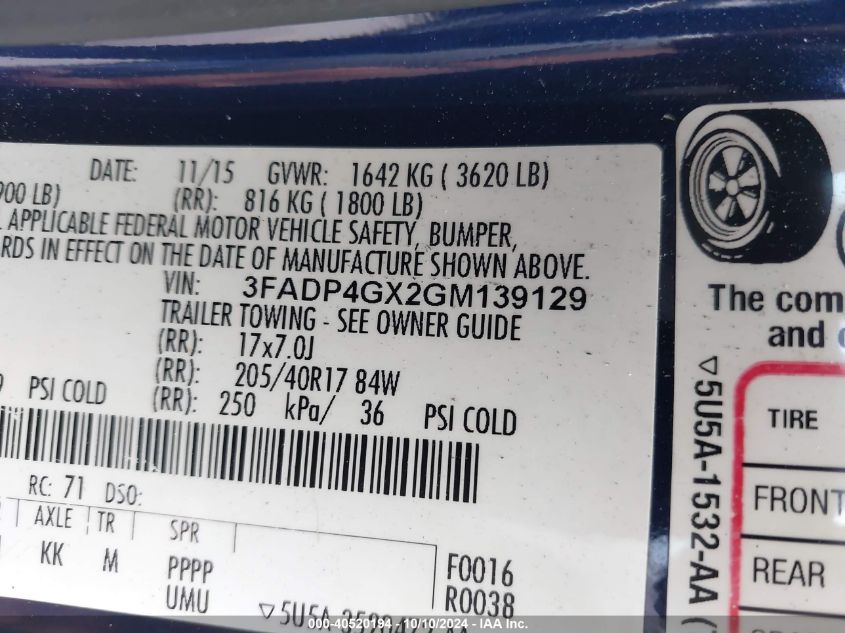 DATE: 11/15 GVWR: 1642 KG ( 3620 LB)
900 LB) (RR): 816 KG ( 1800 LB)
APPLICABLE FEDERAL MOTOR VEHICLE SAFETY, BUMPER,
RDS IN EFFECT ON THE DATE OF MANUFACTURE SHOWN ABOVE.
VIN: 3FADP4GX2GM139129
TRAILER TOWING - SEE OWNER GUIDE
(RR): 17x7.0J
(RR): 205/40R17 84W
PSI COLD (RR): 250 kPa/ 36 PSI COLD
RC: 71 DSO:
AXLE TR SPR
KK M PPPP F0016
UMU R0038
▽5U5A-
The com
and
▽5U5A-1532-AA (
TIRE
FRONT
REAR
000-40520194 - 10/10/2024 - IAA Inc.